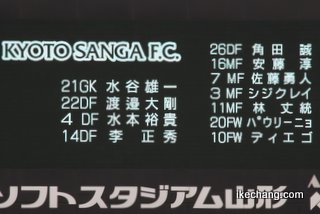 KYOTO SANGA F.C.
21GK 水谷雄一
22DF 渡邉大剛
4 DF 水本裕貴
14DF 李 正秀
26DF 角田 誠
16MF 安藤 淳
7 MF 佐藤勇人
3 MF シジクレイ
11MF 林 丈統
20FW パウリーニョ
10FW ディエゴ
ソフトスタジアム山形
ikechang.com